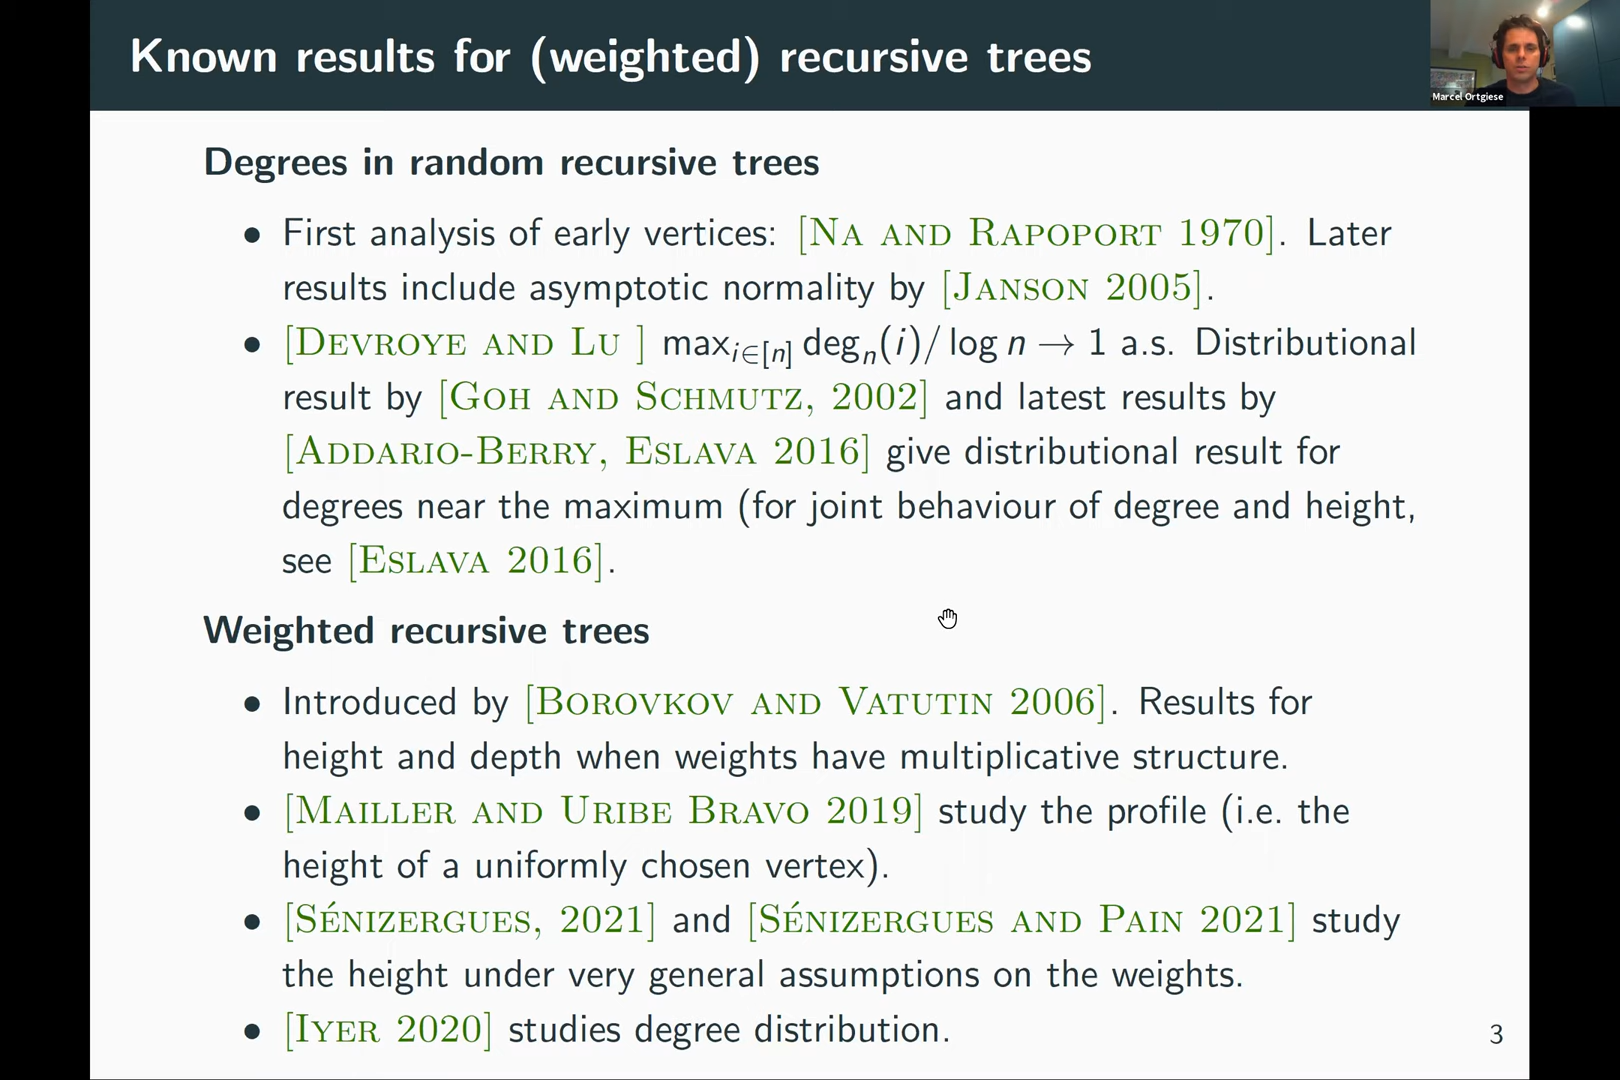 Known results for (weighted) recursive trees
Marcel Ortgiese
Degrees in random recursive trees
• First analysis of early vertices: [Na and Rapoport 1970]. Later
results include asymptotic normality by [Janson 2005].
• [Devroye and Lu ] max_{i∈[n]} deg_n(i)/ log n → 1 a.s. Distributional
result by [Goh and Schmutz, 2002] and latest results by
[Addario-Berry, Eslava 2016] give distributional result for
degrees near the maximum (for joint behaviour of degree and height,
see [Eslava 2016].
Weighted recursive trees
• Introduced by [Borovkov and Vatutin 2006]. Results for
height and depth when weights have multiplicative structure.
• [Mailler and Uribe Bravo 2019] study the profile (i.e. the
height of a uniformly chosen vertex).
• [Sénizergues, 2021] and [Sénizergues and Pain 2021] study
the height under very general assumptions on the weights.
• [Iyer 2020] studies degree distribution.
3